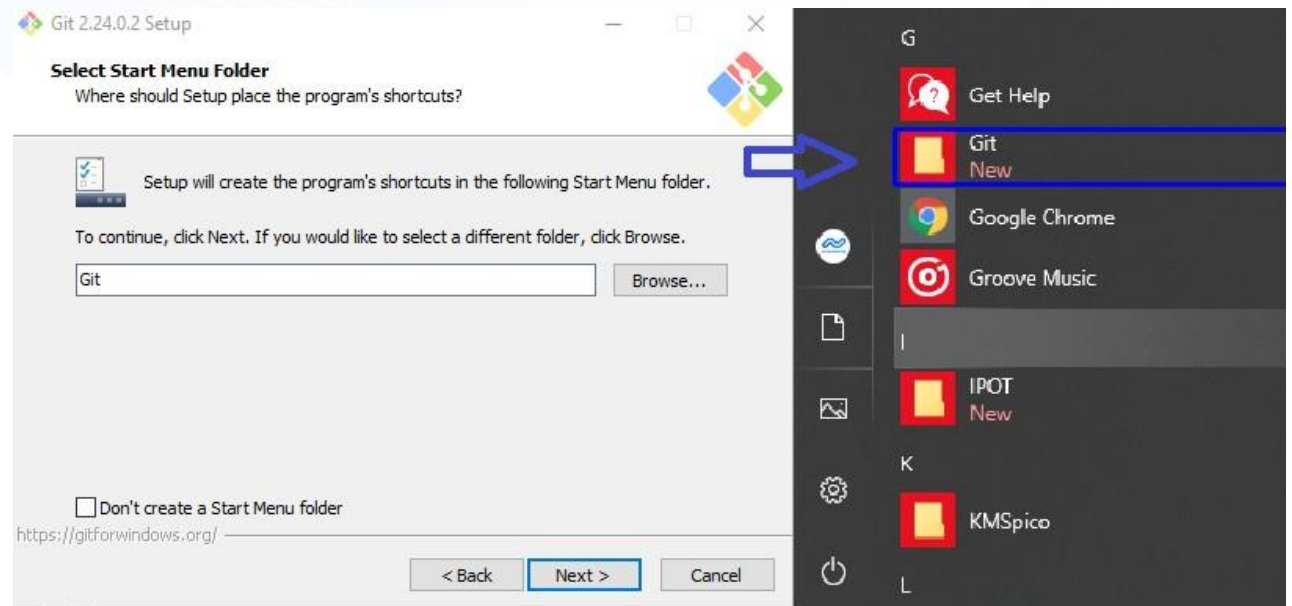 Git 2.24.0.2 Setup
Select Start Menu Folder
Where should Setup place the program's shortcuts?
Setup will create the program's shortcuts in the following Start Menu folder.
To continue, click Next. If you would like to select a different folder, click Browse.
Git
Browse...
Don't create a Start Menu folder
https://gitforwindows.org/
< Back
Next >
Cancel
G
Get Help
Git
New
Google Chrome
Groove Music
I
IPOT
New
K
KMSpico
L